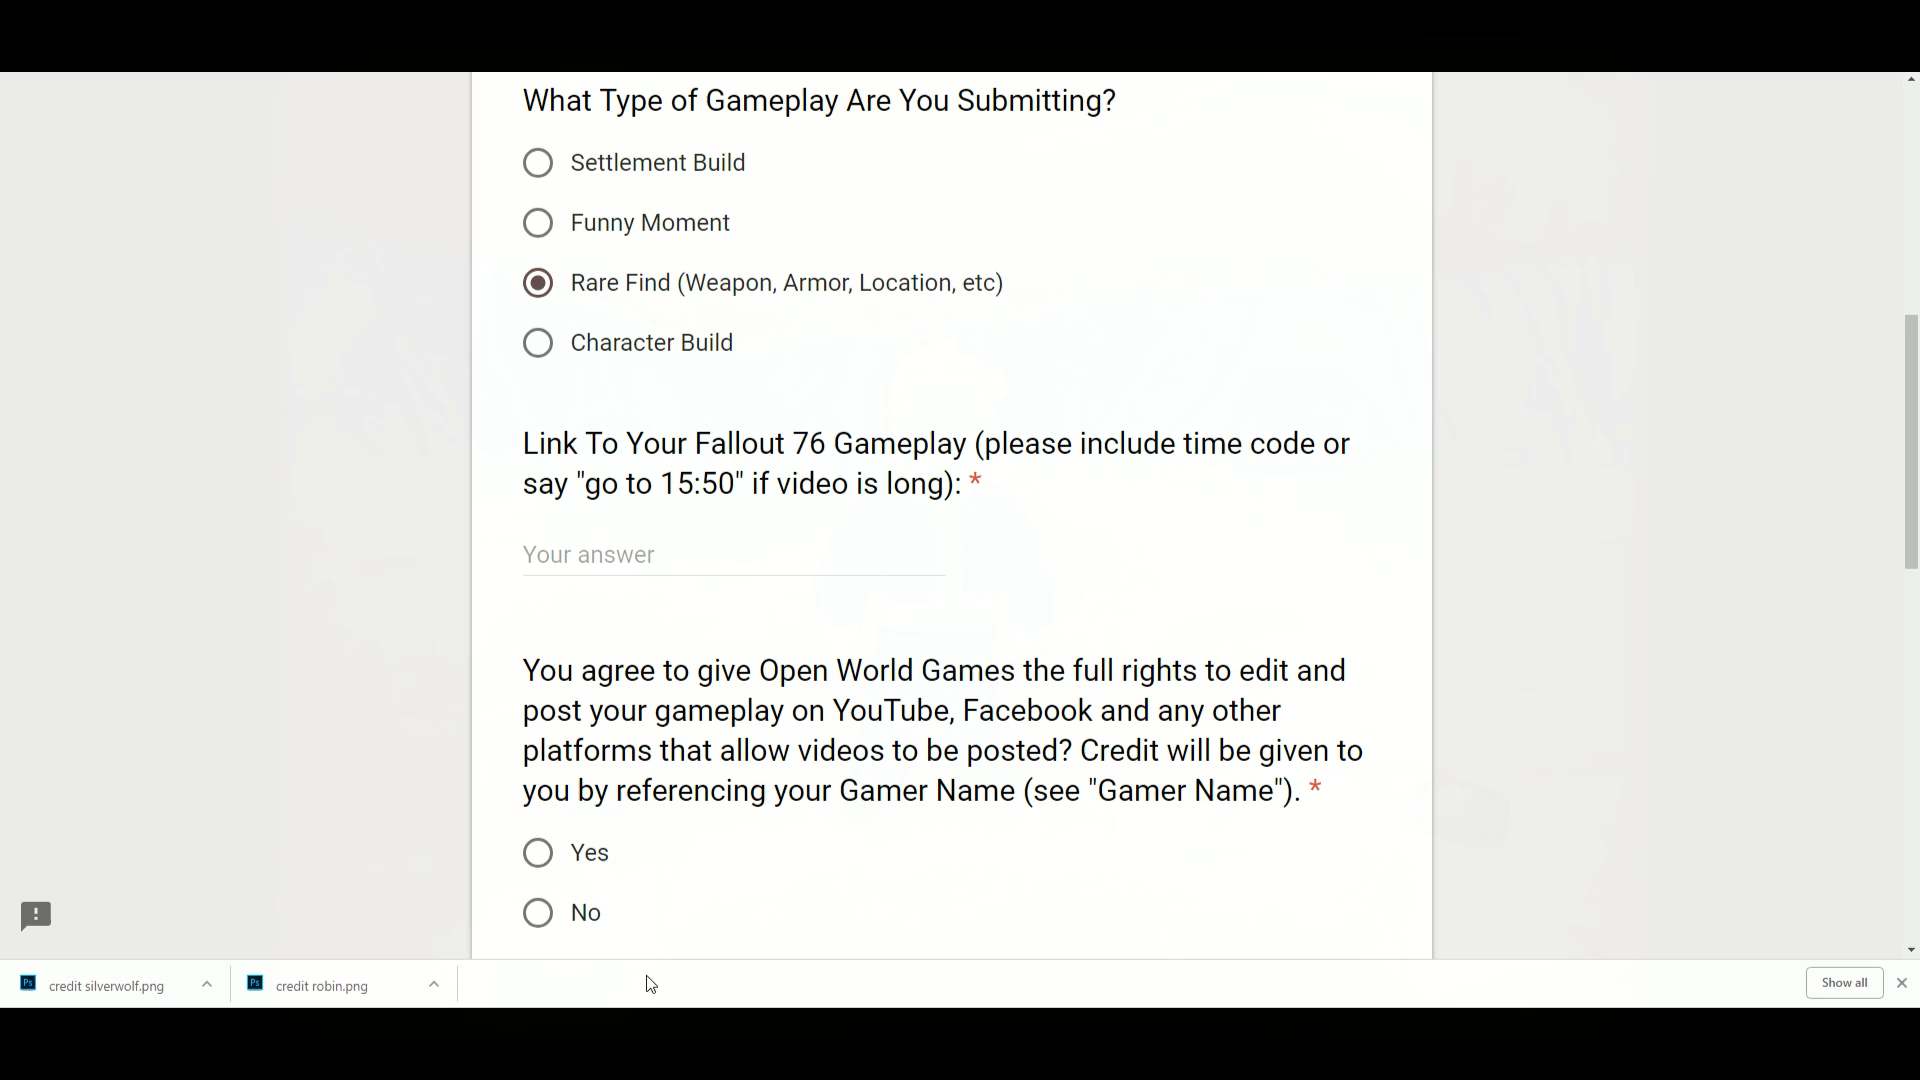 What Type of Gameplay Are You Submitting?
Settlement Build
Funny Moment
Rare Find (Weapon, Armor, Location, etc)
Character Build
Link To Your Fallout 76 Gameplay (please include time code or
say "go to 15:50" if video is long): *
Your answer
You agree to give Open World Games the full rights to edit and
post your gameplay on YouTube, Facebook and any other
platforms that allow videos to be posted? Credit will be given to
you by referencing your Gamer Name (see "Gamer Name"). *
Yes
No
Ps credit silverwolf.png Ps credit robin.png Show all